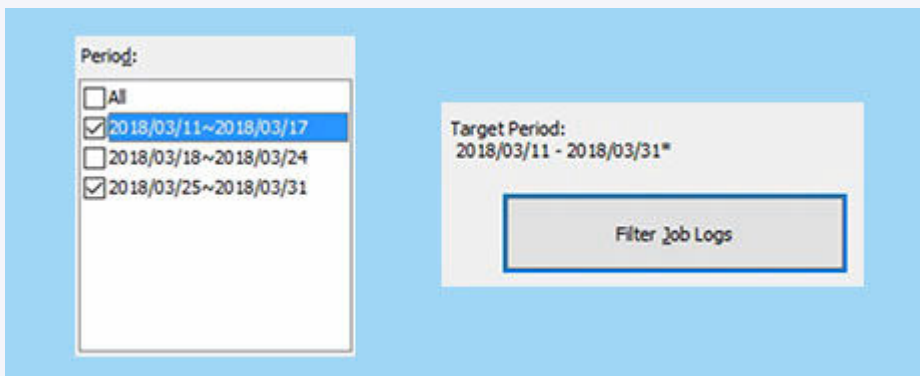 Period:
All
2018/03/11~2018/03/17
2018/03/18~2018/03/24
2018/03/25~2018/03/31
Target Period:
2018/03/11 - 2018/03/31*
Filter Job Logs